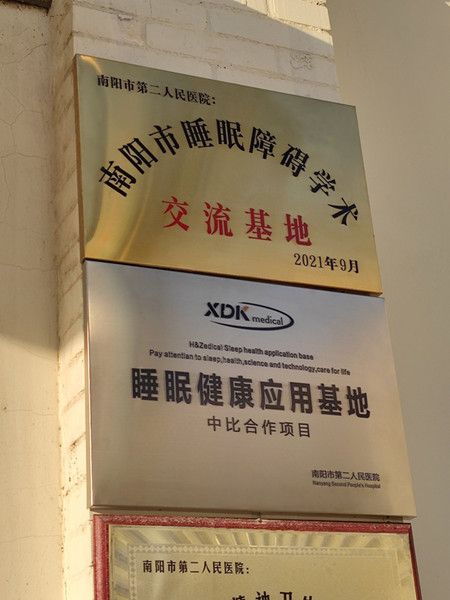 南阳市第二人民医院：
南阳市睡眠障碍学术
交流基地
2021年9月
XDK medical
H&Zedical Sleep health application base
Pay attention to sleep,health,science and technology,care for life
睡眠健康应用基地
中比合作项目
南阳市第二人民医院
Nanyang Second People's Hospital
南阳市第二人民医院：